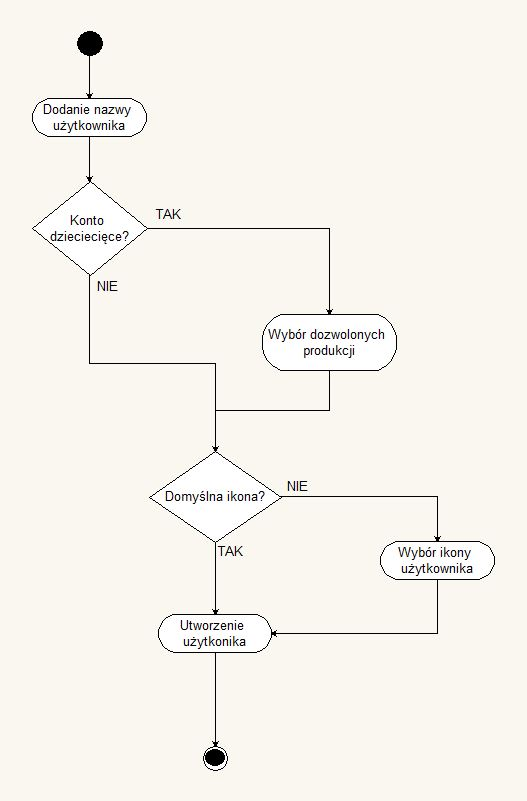 Dodanie nazwy
użytkownika
Konto
dzieciecięce?
TAK
NIE
Wybór dozwolonych
produkcji
Domyślna ikona?
NIE
TAK
Wybór ikony
użytkownika
Utworzenie
użytkonika